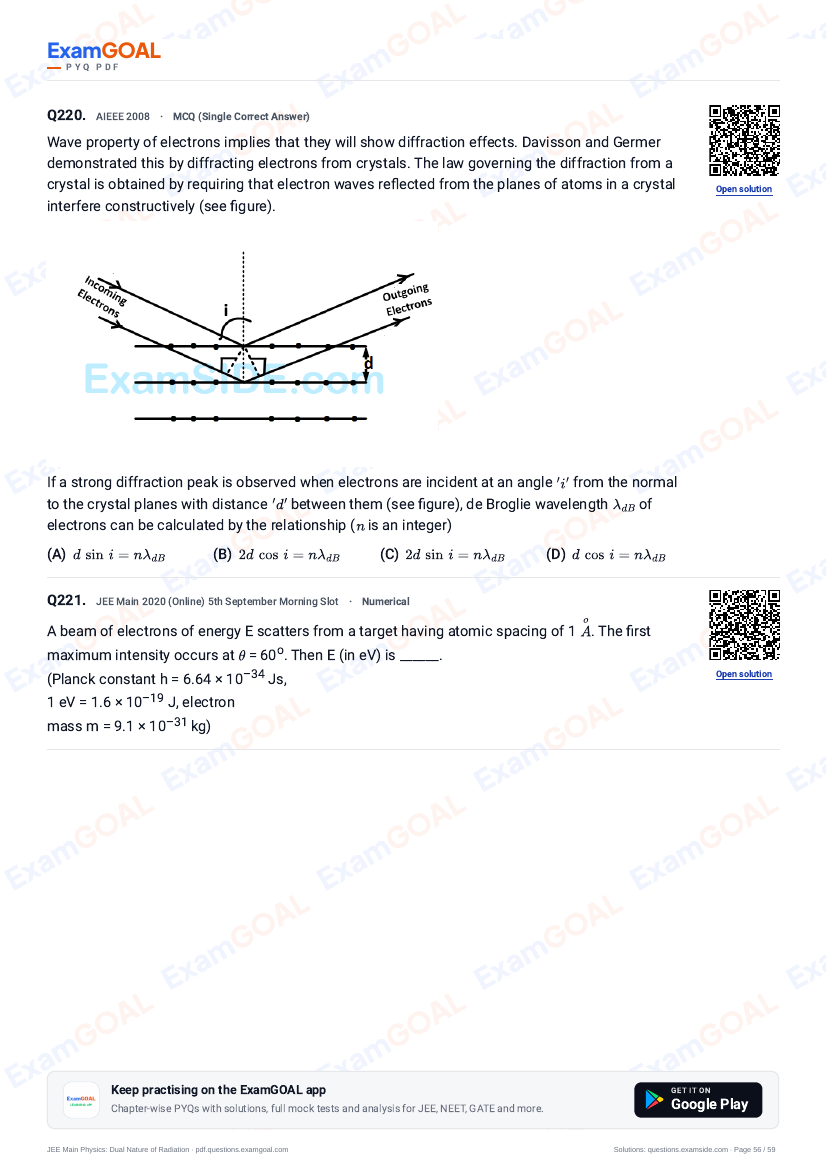 ExamGOAL
PYQ PDF
Q220. AIEEE 2008 · MCQ (Single Correct Answer)
Wave property of electrons implies that they will show diffraction effects. Davisson and Germer
demonstrated this by diffracting electrons from crystals. The law governing the diffraction from a
crystal is obtained by requiring that electron waves reflected from the planes of atoms in a crystal
interfere constructively (see figure).
Open solution
Incoming
Electrons
i
Outgoing
Electrons
d
ExamSIDE.com
If a strong diffraction peak is observed when electrons are incident at an angle 'i' from the normal
to the crystal planes with distance 'd' between them (see figure), de Broglie wavelength λ_dB of
electrons can be calculated by the relationship (n is an integer)
(A) d sin i = nλ_dB (B) 2d cos i = nλ_dB (C) 2d sin i = nλ_dB (D) d cos i = nλ_dB
Q221. JEE Main 2020 (Online) 5th September Morning Slot · Numerical
A beam of electrons of energy E scatters from a target having atomic spacing of 1 Å. The first
maximum intensity occurs at θ = 60°. Then E (in eV) is ______.
(Planck constant h = 6.64 × 10⁻³⁴ Js,
1 eV = 1.6 × 10⁻¹⁹ J, electron
mass m = 9.1 × 10⁻³¹ kg)
Open solution
ExamGOAL
Keep practising on the ExamGOAL app
Chapter-wise PYQs with solutions, full mock tests and analysis for JEE, NEET, GATE and more.
GET IT ON
Google Play
JEE Main Physics: Dual Nature of Radiation · pdf.questions.examgoal.com
Solutions: questions.examside.com · Page 56 / 59